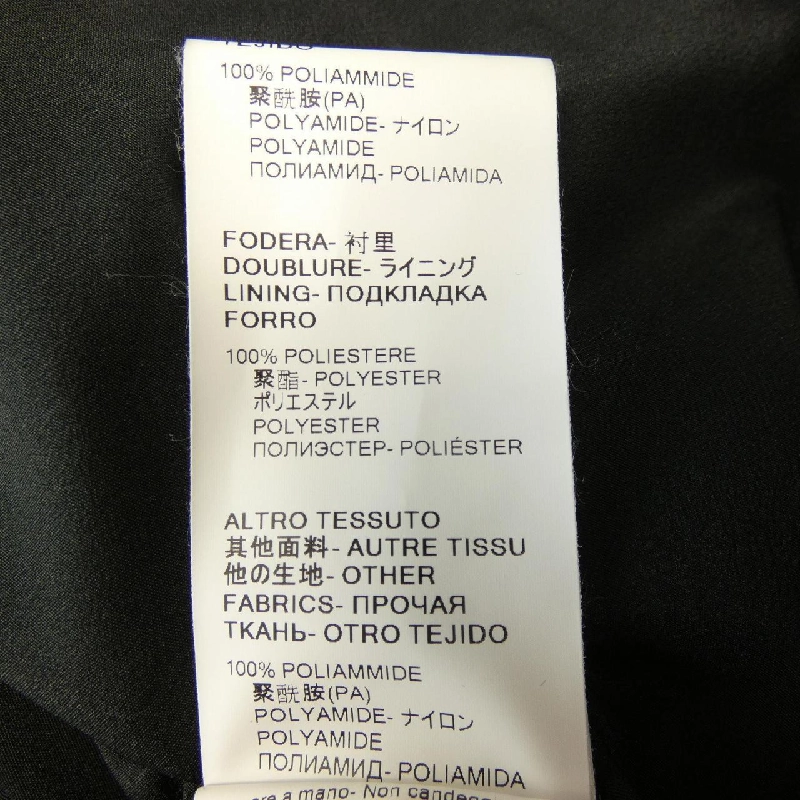 TEJIDO
100% POLIAMMIDE
聚酰胺(PA)
POLYAMIDE- ナイロン
POLYAMIDE
ПОЛИАМИД- POLIAMIDA
FODERA- 衬里
DOUBLURE- ライニング
LINING- ПОДКЛАДКА
FORRO
100% POLIESTERE
聚酯- POLYESTER
ポリエステル
POLYESTER
ПОЛИЭСТЕР- POLIÉSTER
ALTRO TESSUTO
其他面料- AUTRE TISSU
他の生地- OTHER
FABRICS- ПРОЧАЯ
ТКАНЬ- OTRO TEJIDO
100% POLIAMMIDE
聚酰胺(PA)
POLYAMIDE- ナイロン
POLYAMIDE
ПОЛИАМИД- POLIAMIDA
a mano- Non